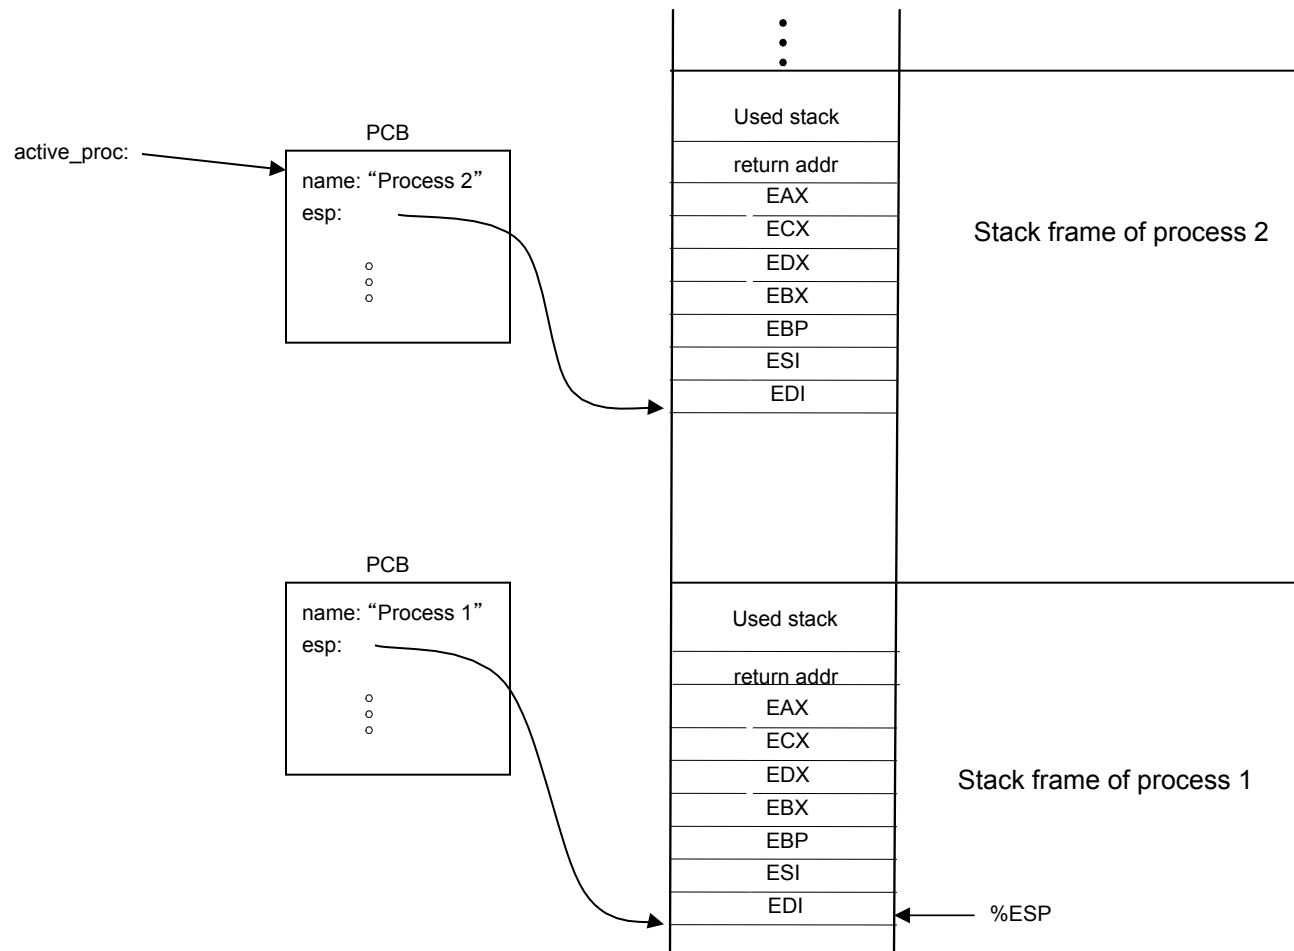 PCB
active_proc:
name: “Process 2”
esp:
Used stack
return addr
EAX
ECX
EDX
EBX
EBP
ESI
EDI
Stack frame of process 2
PCB
name: “Process 1”
esp:
Used stack
return addr
EAX
ECX
EDX
EBX
EBP
ESI
EDI
Stack frame of process 1
%ESP